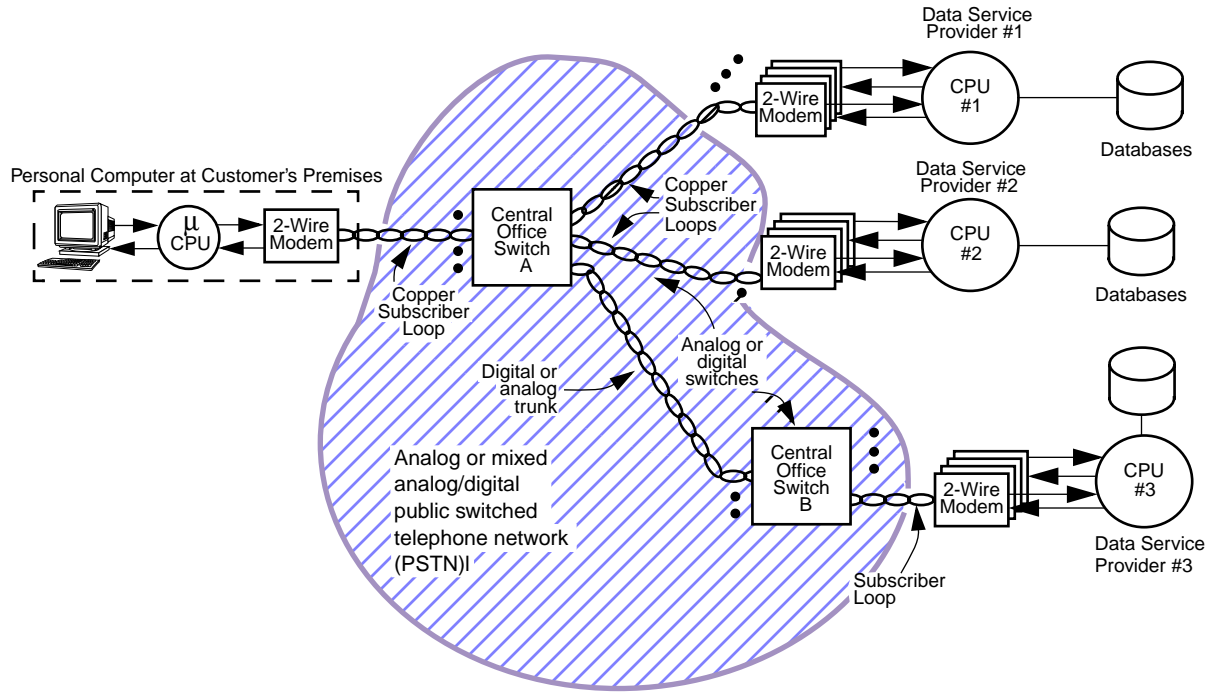 Data Service
Provider #1
2-Wire
Modem
CPU
#1
Databases
Personal Computer at Customer's Premises
μ
CPU
2-Wire
Modem
Central
Office
Switch
A
Copper
Subscriber
Loops
Data Service
Provider #2
2-Wire
Modem
CPU
#2
Databases
Copper
Subscriber
Loop
Analog or
digital
switches
Digital or
analog
trunk
Analog or mixed
analog/digital
public switched
telephone network
(PSTN)l
Central
Office
Switch
B
2-Wire
Modem
CPU
#3
Subscriber
Loop
Data Service
Provider #3